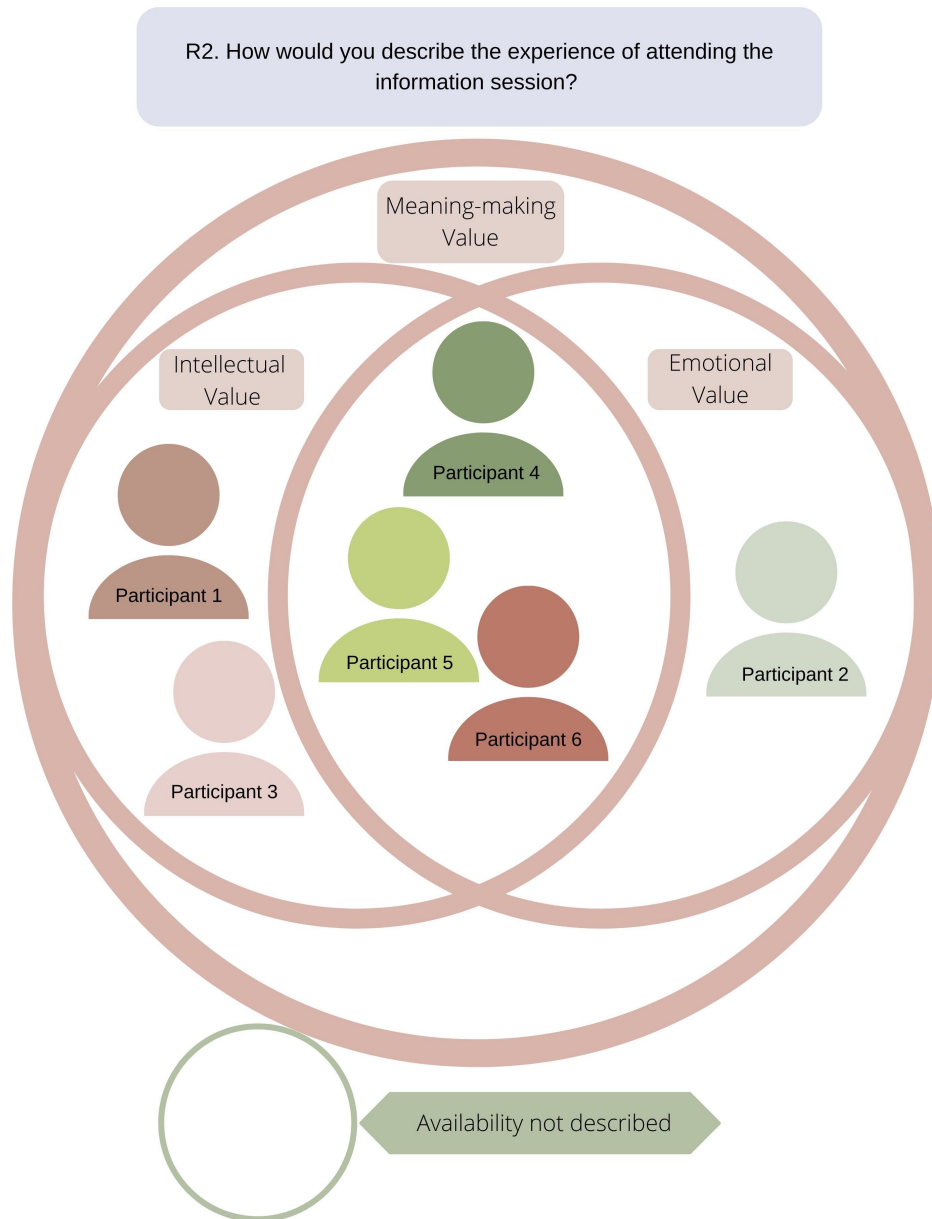 R2. How would you describe the experience of attending the
information session?
Meaning-making
Value
Intellectual
Value
Emotional
Value
Participant 4
Participant 1
Participant 5
Participant 2
Participant 6
Participant 3
Availability not described